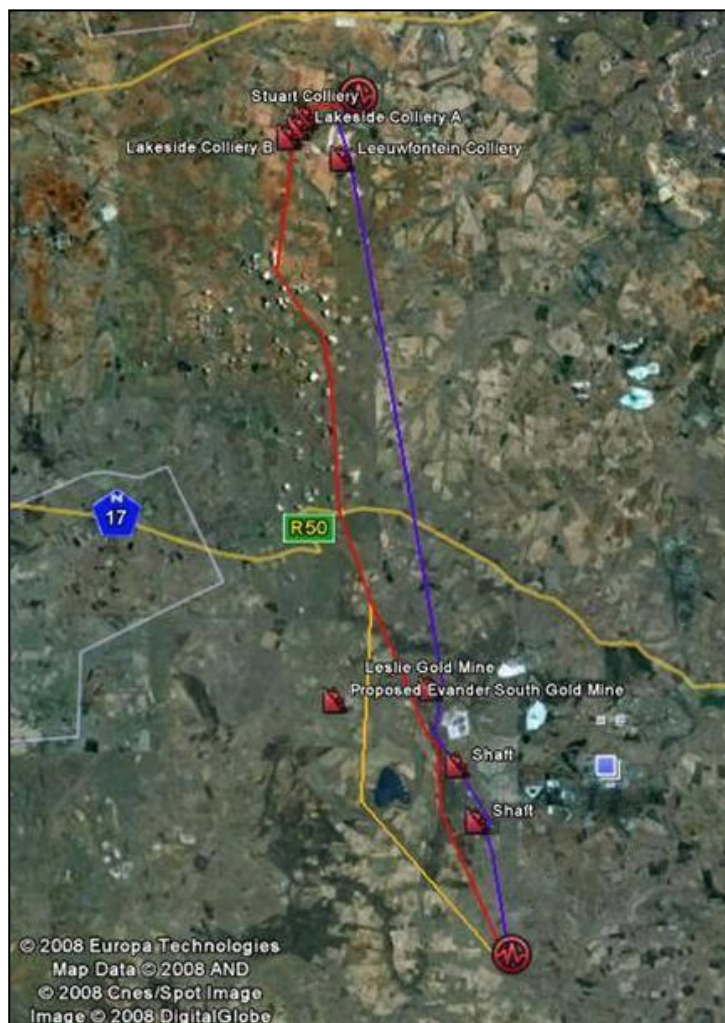 Stuart Colliery
Lakeside Colliery A
Lakeside Colliery B
Leeuwfontein Colliery
N
17
R50
Leslie Gold Mine
Proposed Evander South Gold Mine
Shaft
Shaft
© 2008 Europa Technologies
Map Data © 2008 AND
© 2008 Cnes/Spot Image
Image © 2008 DigitalGlobe